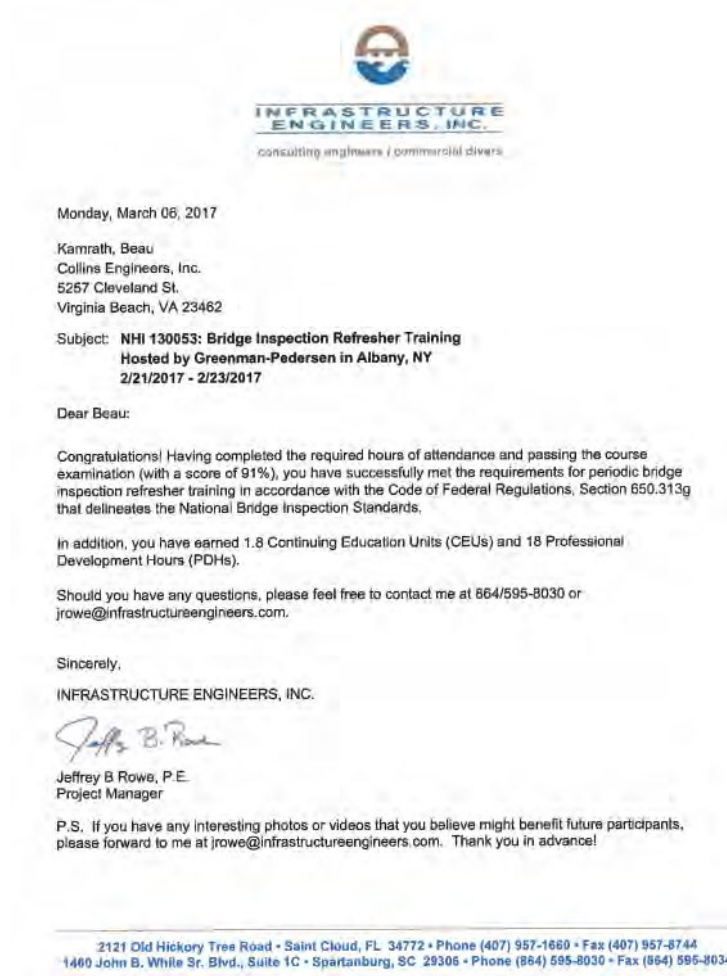 INFRASTRUCTURE
ENGINEERS, INC.
consulting engineers / commercial divers
Monday, March 06, 2017
Kamrath, Beau
Collins Engineers, Inc.
5257 Cleveland St.
Virginia Beach, VA 23462
Subject: NHI 130053: Bridge Inspection Refresher Training
Hosted by Greenman-Pedersen in Albany, NY
2/21/2017 - 2/23/2017
Dear Beau:
Congratulations! Having completed the required hours of attendance and passing the course
examination (with a score of 91%), you have successfully met the requirements for periodic bridge
inspection refresher training in accordance with the Code of Federal Regulations, Section 650.313g
that delineates the National Bridge Inspection Standards.
In addition, you have earned 1.8 Continuing Education Units (CEUs) and 18 Professional
Development Hours (PDHs).
Should you have any questions, please feel free to contact me at 864/595-8030 or
jrowe@infrastructureengineers.com.
Sincerely,
INFRASTRUCTURE ENGINEERS, INC.
Jeffrey B. Rowe
Jeffrey B Rowe, P.E.
Project Manager
P.S. If you have any interesting photos or videos that you believe might benefit future participants,
please forward to me at jrowe@infrastructureengineers.com. Thank you in advance!
2121 Old Hickory Tree Road • Saint Cloud, FL 34772 • Phone (407) 957-1660 • Fax (407) 957-8744
1460 John B. White Sr. Blvd., Suite 1C • Spartanburg, SC 29306 • Phone (864) 595-8030 • Fax (864) 595-803